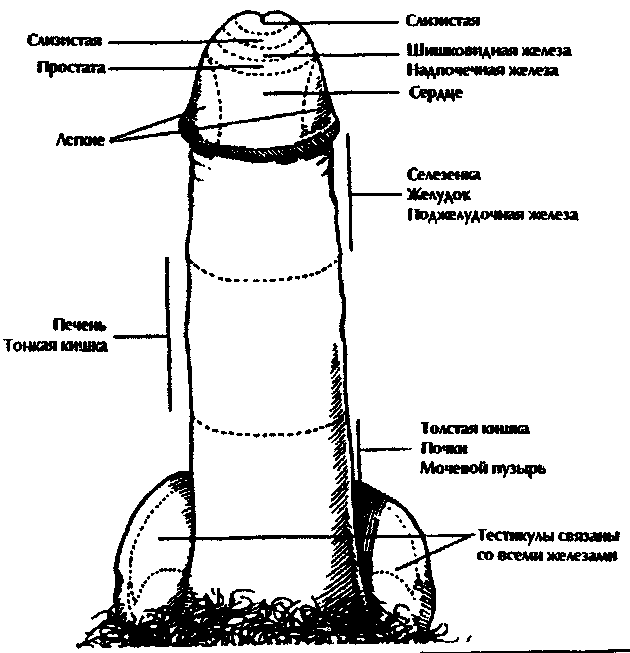 Слизистая
Слизистая
Шишковидная железа
Надпочечная железа
Простата
Сердце
Легкие
Селезенка
Желудок
Поджелудочная железа
Печень
Тонкая кишка
Толстая кишка
Почки
Мочевой пузырь
Тестикулы связаны
со всеми железами